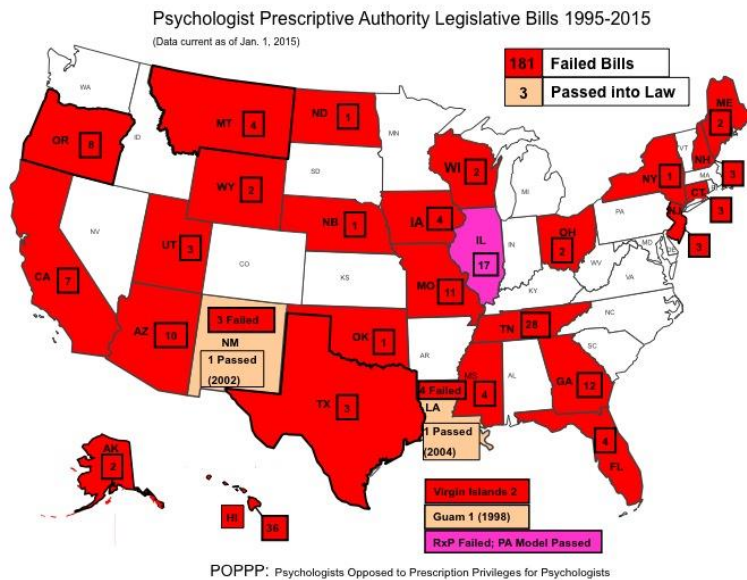 Psychologist Prescriptive Authority Legislative Bills 1995-2015
(Data current as of Jan. 1, 2015)
181 Failed Bills
3 Passed into Law
WA
OR 8
ID
MT 4
ND 1
MN
SD
WY 2
NB 1
WI 2
MI
IA 4
IL
17
IN
OH
2
NY 1
VT
NH
ME
2
MA
3
CT
3
NJ
3
PA
MD
WV
VA
KY
NC
SC
TN 28
CA
7
NV
UT 3
CO
KS
MO
11
AZ 10
3 Failed
NM
1 Passed
(2002)
OK 1
AR
TX 3
4 Failed
LA
1 Passed
(2004)
MS
4
AL
GA
12
4
FL
AK
2
HI
36
Virgin Islands 2
Guam 1 (1998)
RxP Failed; PA Model Passed
POPPP: Psychologists Opposed to Prescription Privileges for Psychologists